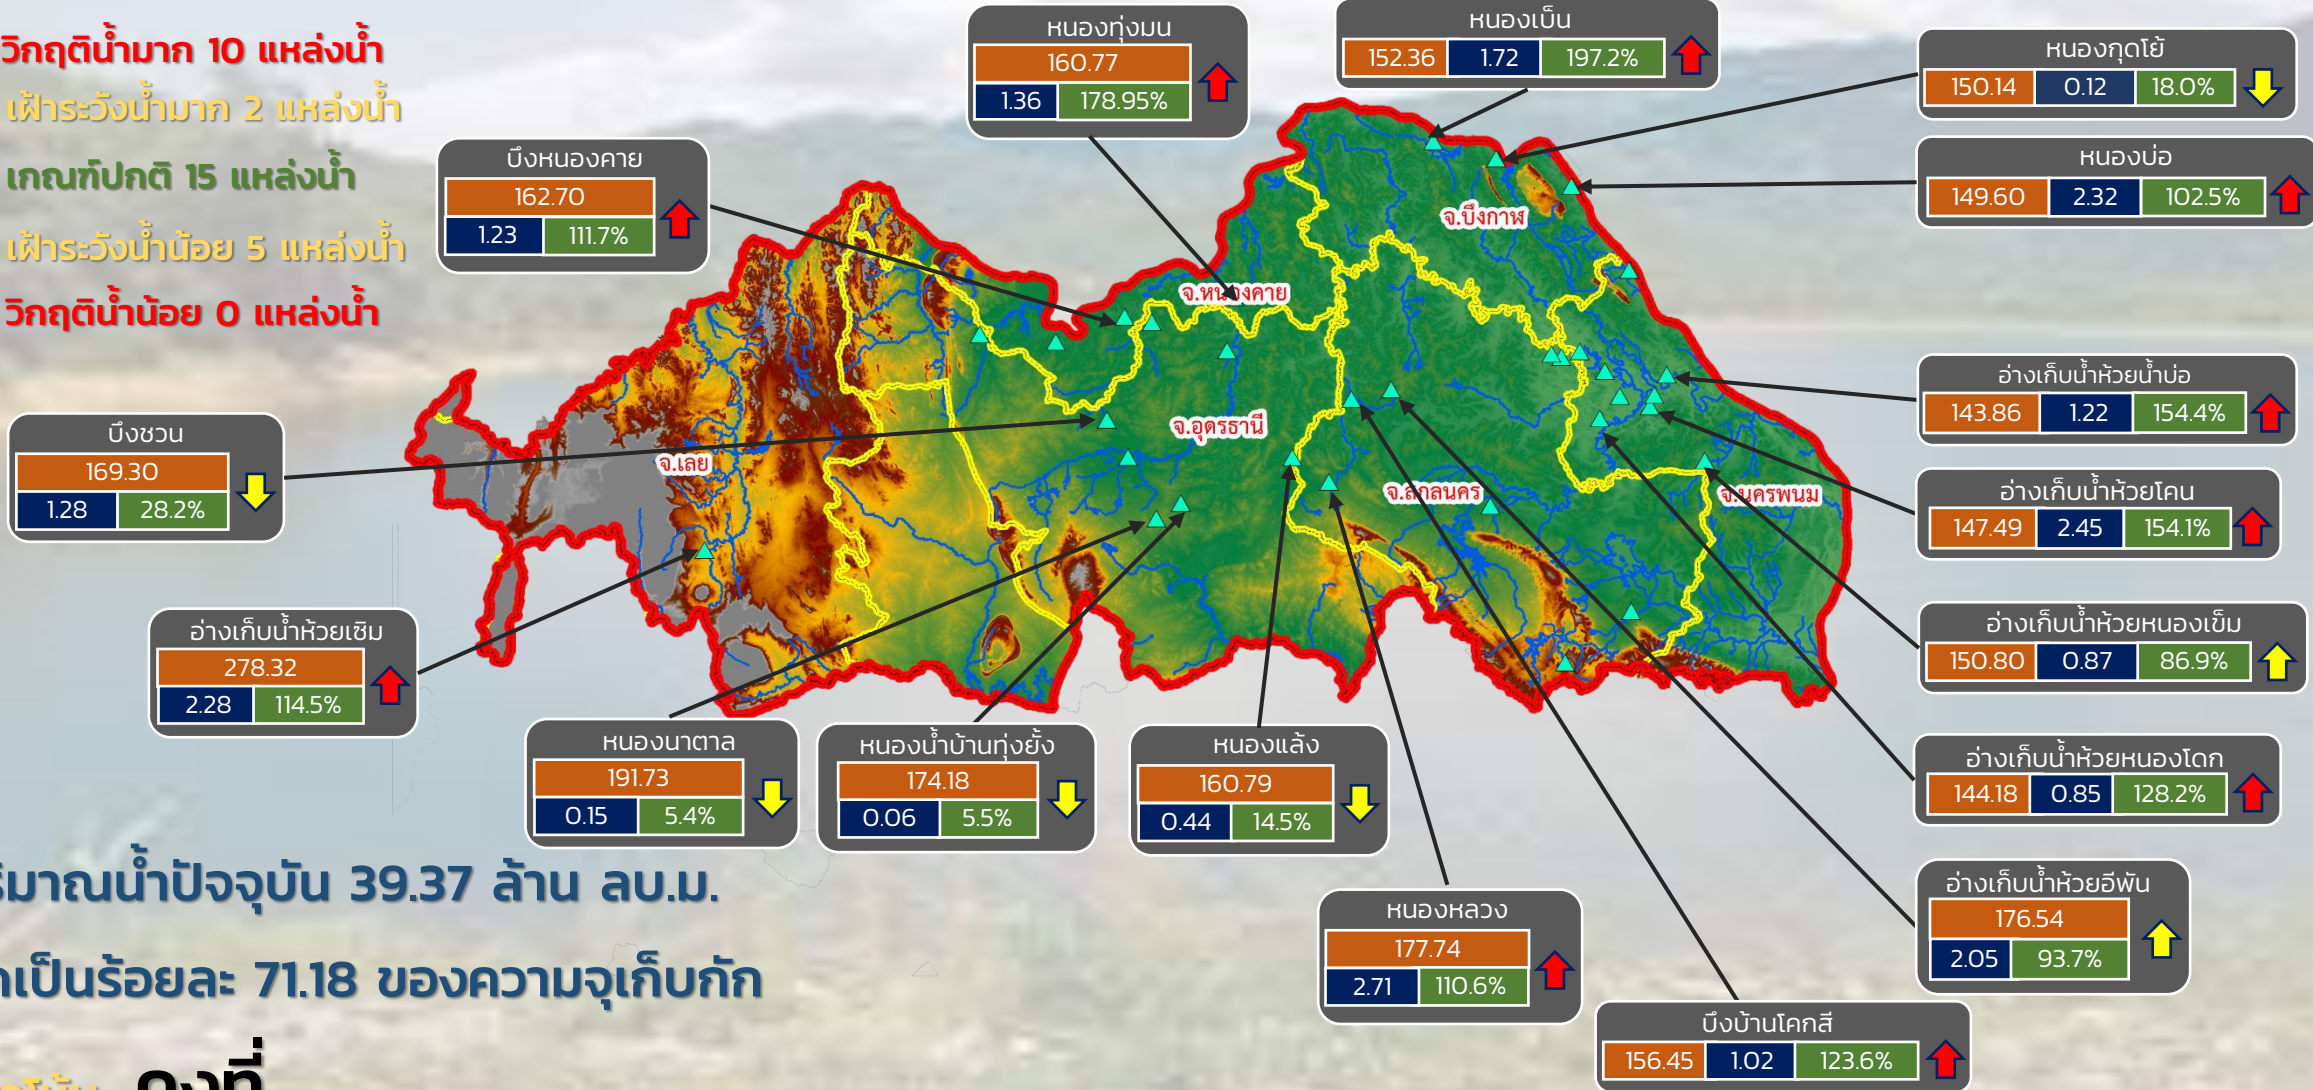 วิกฤติน้ำมาก 10 แหล่งน้ำ
เฝ้าระวังน้ำมาก 2 แหล่งน้ำ
เกณฑ์ปกติ 15 แหล่งน้ำ
เฝ้าระวังน้ำน้อย 5 แหล่งน้ำ
วิกฤติน้ำน้อย 0 แหล่งน้ำ
หนองทุ่งมน
160.77
1.36 178.95%
หนองเบ็น
152.36 1.72 197.2%
หนองกุดโย้
150.14 0.12 18.0%
หนองบ่อ
149.60 2.32 102.5%
บึงหนองคาย
162.70
1.23 111.7%
จ.บึงกาฬ
จ.หนองคาย
จ.อุดรธานี
จ.เลย
จ.สกลนคร
จ.นครพนม
บึงชวน
169.30
1.28 28.2%
อ่างเก็บน้ำห้วยน้ำบ่อ
143.86 1.22 154.4%
อ่างเก็บน้ำห้วยโคน
147.49 2.45 154.1%
อ่างเก็บน้ำห้วยหนองเข็ม
150.80 0.87 86.9%
อ่างเก็บน้ำห้วยหนองโดก
144.18 0.85 128.2%
อ่างเก็บน้ำห้วยเซิม
278.32
2.28 114.5%
หนองนาตาล
191.73
0.15 5.4%
หนองน้ำบ้านทุ่งยั้ง
174.18
0.06 5.5%
หนองแล้ง
160.79
0.44 14.5%
หนองหลวง
177.74
2.71 110.6%
อ่างเก็บน้ำห้วยอีพัน
176.54
2.05 93.7%
บึงบ้านโคกสี
156.45 1.02 123.6%
ริมาณน้ำปัจจุบัน 39.37 ล้าน ลบ.ม.
ดเป็นร้อยละ 71.18 ของความจุเก็บกัก
คงที่